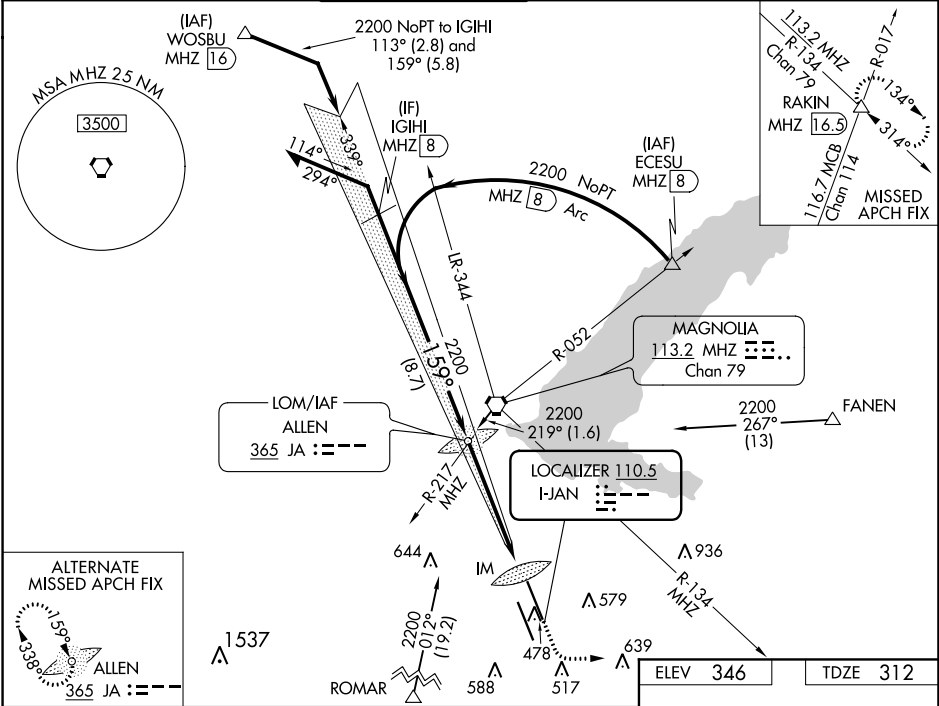 (IAF)
WOSBU
MHZ 16
2200 NoPT to IGIHI
113° (2.8) and
159° (5.8)
MSA MHZ 25 NM
3500
(IF)
IGIHI
MHZ 8
339°
114°
294°
2200 NoPT
MHZ 8 Arc
(IAF)
ECESU
MHZ 8
113.2 MHZ
R-134
Chan 79
R-017
RAKIN
MHZ 16.5
134°
314°
116.7 MCB
Chan 114
MISSED
APCH FIX
LR-344
R-052
2200
159°
(8.7)
MAGNOLIA
113.2 MHZ
Chan 79
LOM/IAF
ALLEN
365 JA
2200
219° (1.6)
2200
267°
(13)
FANEN
R-217
MHZ
LOCALIZER 110.5
I-JAN
644
IM
936
R-134
MHZ
579
ALTERNATE
MISSED APCH FIX
159°
338°
ALLEN
365 JA
1537
2200
012°
(19.2)
ROMAR
478
588
517
639
ELEV 346
TDZE 312